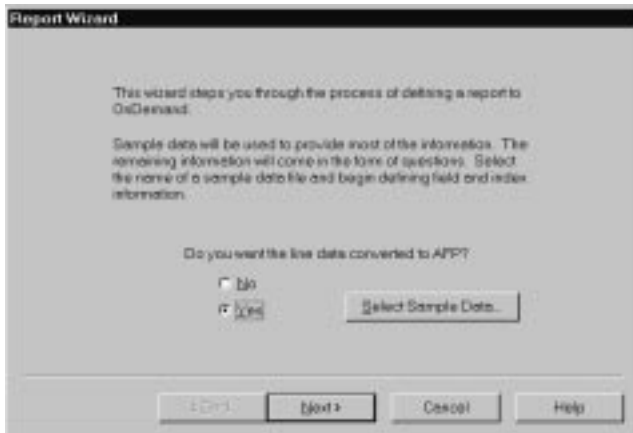 Report Wizard
This wizard steps you through the process of defining a report to
OnDemand.
Sample data will be used to provide most of the information. The
remaining information will come in the form of questions. Select
the name of a sample data file and begin defining field and index
information.
Do you want the line data converted to AFP?
No
Yes
Select Sample Data...
< Back
Next >
Cancel
Help